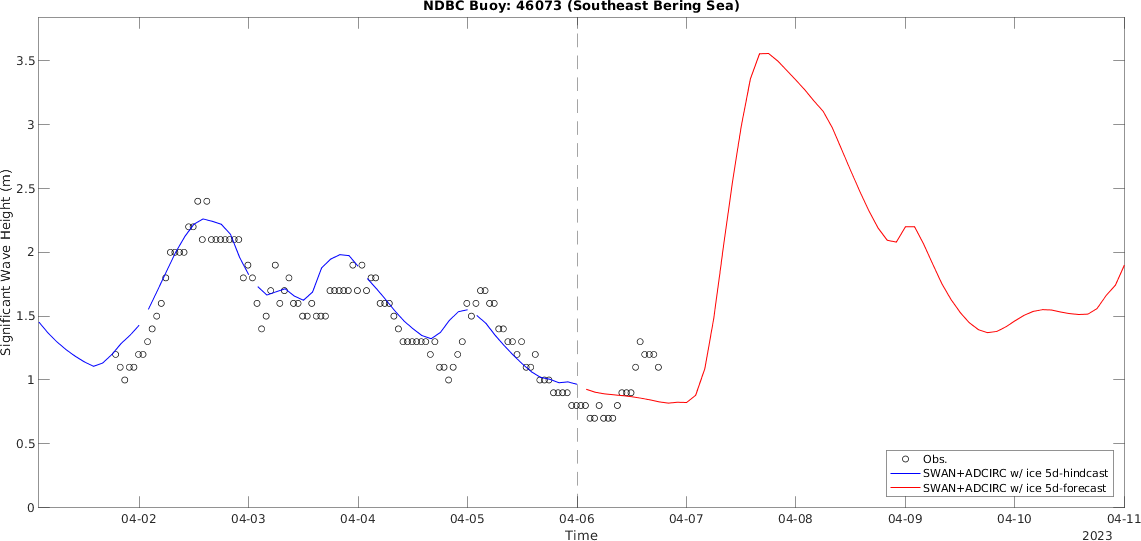 NDBC Buoy: 46073 (Southeast Bering Sea)
Significant Wave Height (m)
3.5
3
2.5
2
1.5
1
0.5
0
Obs.
SWAN+ADCIRC w/ ice 5d-hindcast
SWAN+ADCIRC w/ ice 5d-forecast
04-02 04-03 04-04 04-05 04-06 04-07 04-08 04-09 04-10 04-11
Time
2023